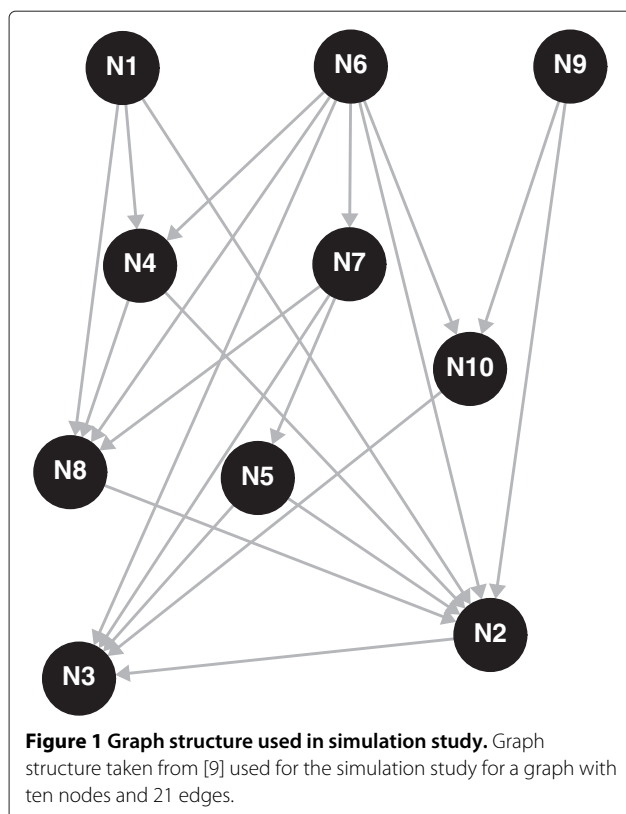 N1
N6
N9
N4
N7
N10
N8
N5
N2
N3
Figure 1 Graph structure used in simulation study. Graph
structure taken from [9] used for the simulation study for a graph with
ten nodes and 21 edges.